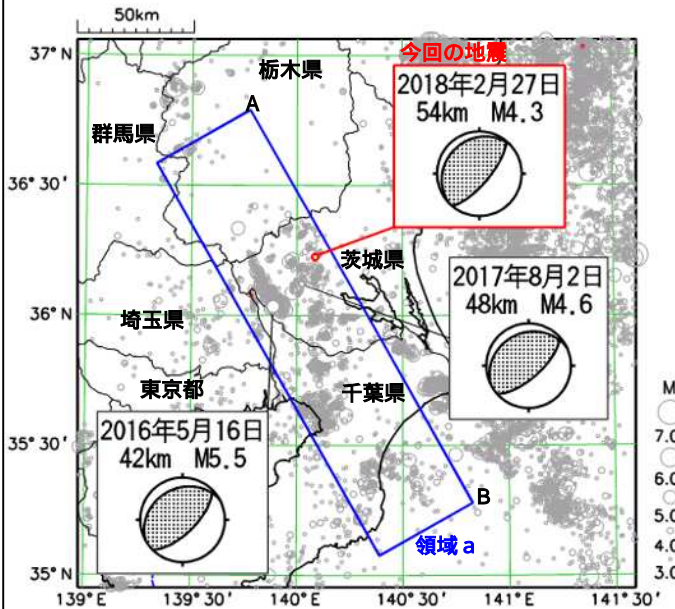 50km
37°N
今回の地震
栃木県
2018年2月27日
54km M4.3
A
群馬県
36°30′
茨城県
2017年8月2日
48km M4.6
36°N
埼玉県
東京都
千葉県
M
7.0
2016年5月16日
42km M5.5
35°30′
6.0
B
5.0
領域a
4.0
35°N
3.0
139°E
139°30′
140°E
140°30′
141°E
141°30′